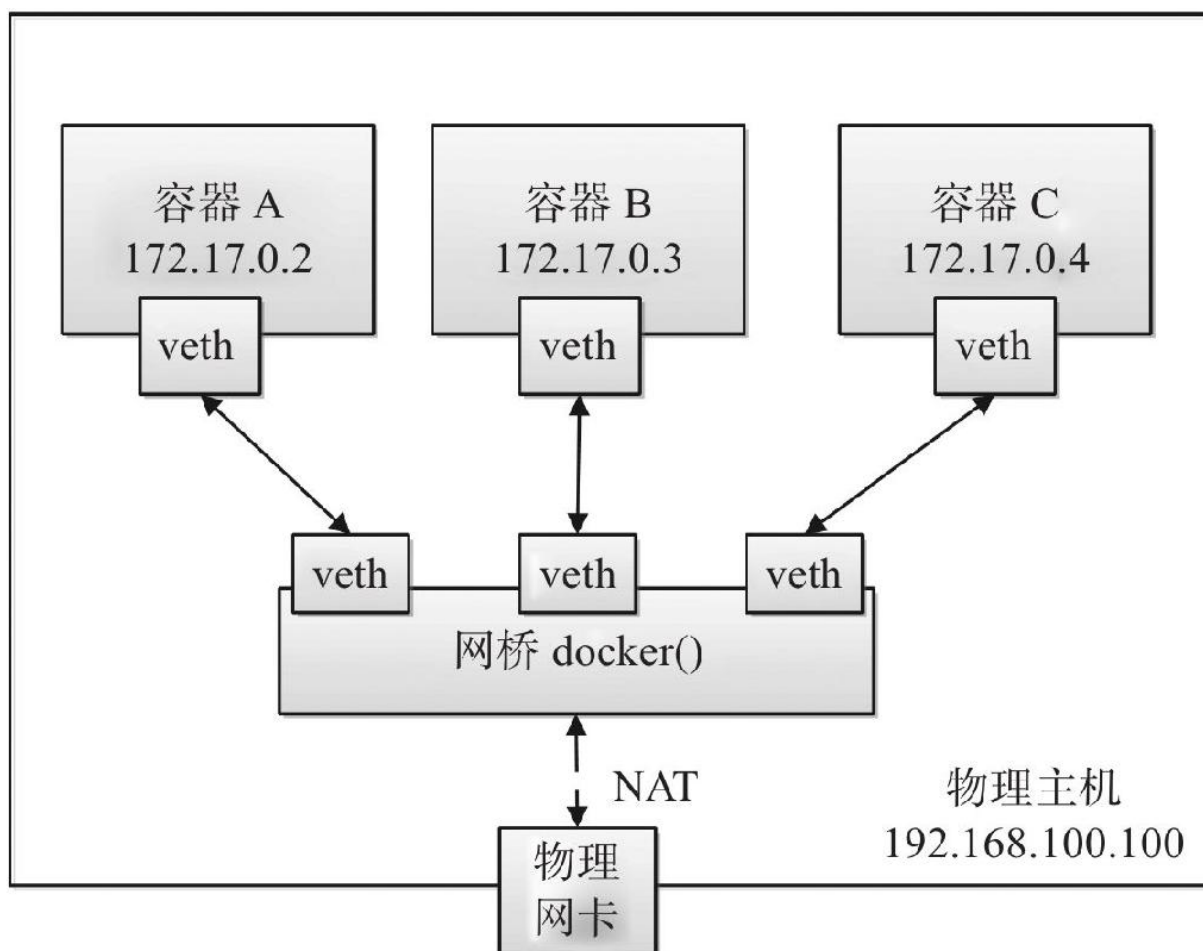 容器 A
172.17.0.2
容器 B
172.17.0.3
容器 C
172.17.0.4
veth
veth
veth
veth
veth
veth
网桥 docker()
NAT
物理主机
192.168.100.100
物理
网卡